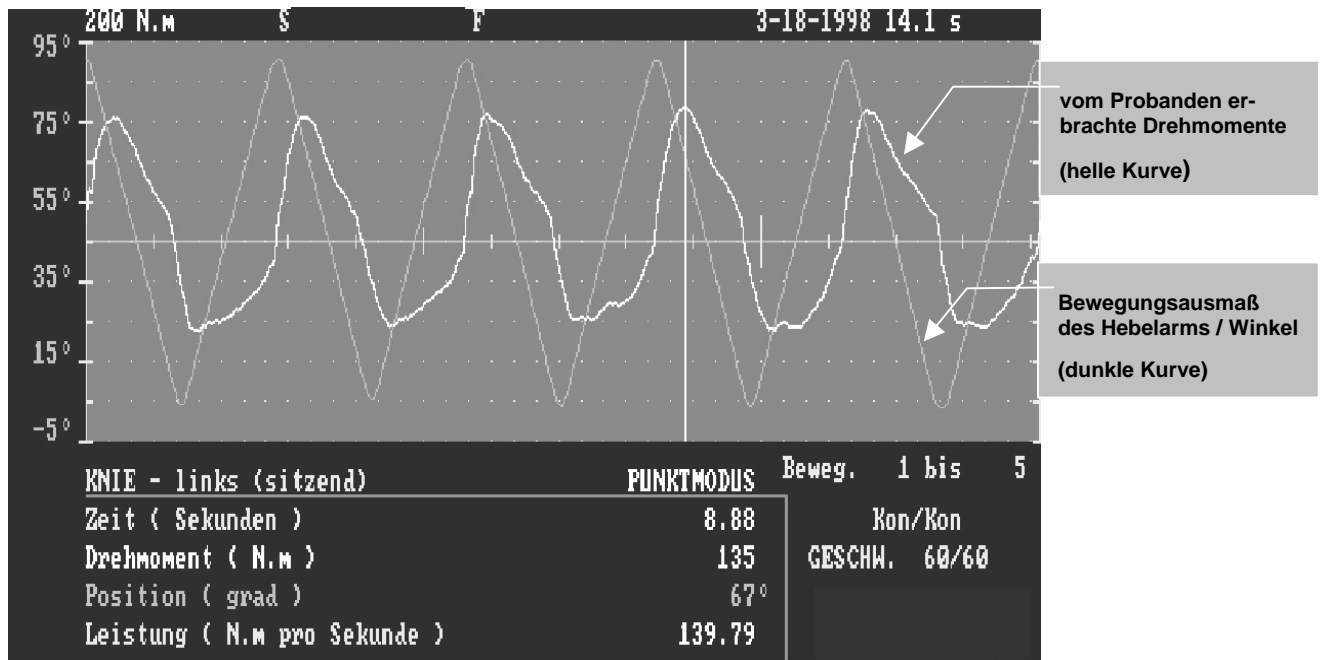 200 N.m S F 3-18-1998 14.1 s
95°
75°
55°
35°
15°
-5°
vom Probanden er-
brachte Drehmomente
(helle Kurve)
Bewegungsausmaß
des Hebelarms / Winkel
(dunkle Kurve)
KNIE - links (sitzend) PUNKTMODUS
Zeit ( Sekunden ) 8.88
Drehmoment ( N.m ) 135
Position ( grad ) 67°
Leistung ( N.m pro Sekunde ) 139.79
Beweg. 1 bis 5
Kon/Kon
GESCHW. 60/60